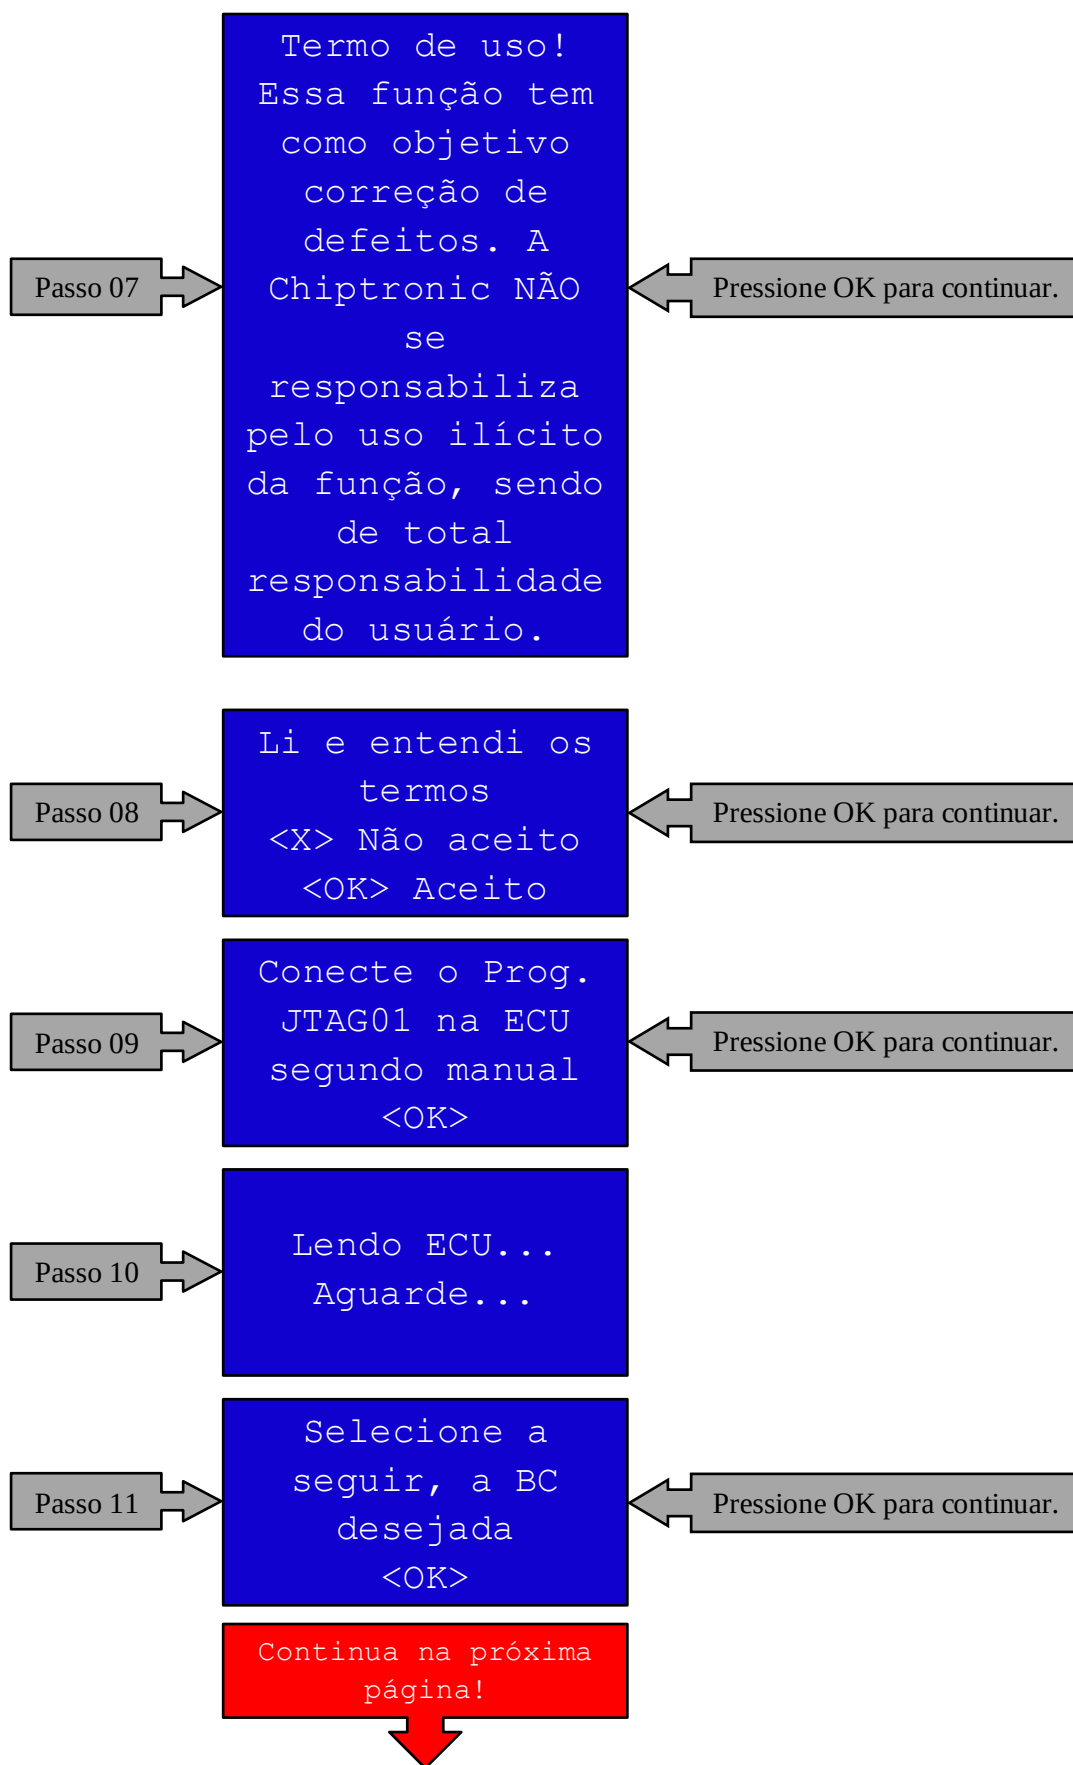 Termo de uso!
Essa função tem
como objetivo
correção de
defeitos. A
Chiptronic NÃO
se
responsabiliza
pelo uso ilícito
da função, sendo
de total
responsabilidade
do usuário.
Passo 07
Pressione OK para continuar.
Li e entendi os
termos
<X> Não aceito
<OK> Aceito
Passo 08
Pressione OK para continuar.
Conecte o Prog.
JTAG01 na ECU
segundo manual
<OK>
Passo 09
Pressione OK para continuar.
Lendo ECU...
Aguarde...
Passo 10
Selecione a
seguir, a BC
desejada
<OK>
Passo 11
Pressione OK para continuar.
Continua na próxima
página!